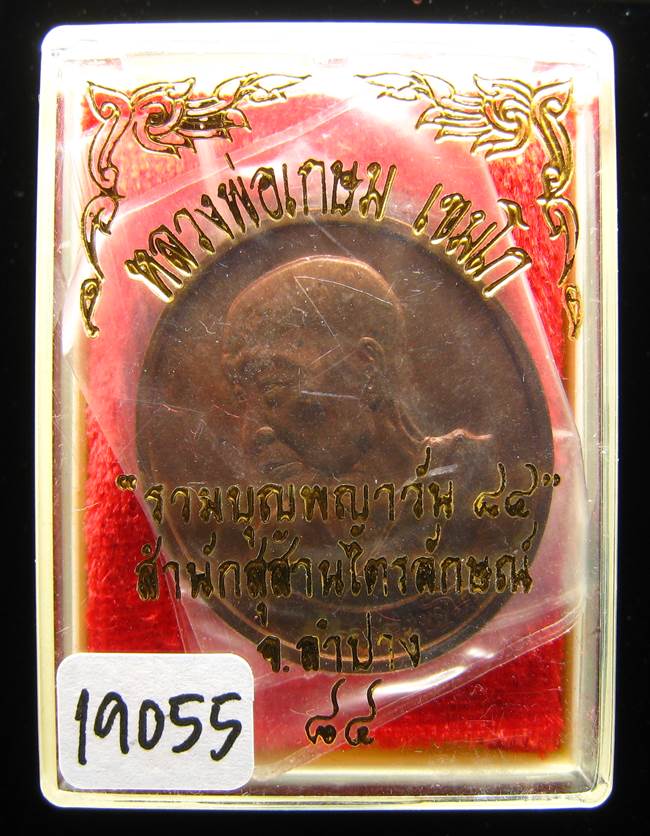 หลวงพ่อเกษม เขมโก
"รวมบุญพญาวัน ๘๔"
สำนักสุสานไตรลักษณ์
จ.ลำปาง
๘๔
19055